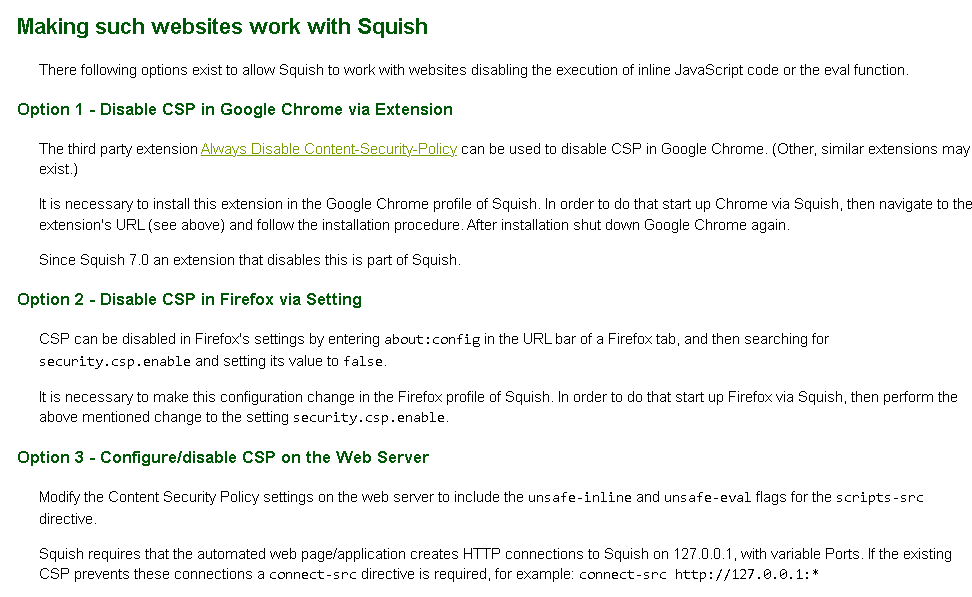 Making such websites work with Squish
There following options exist to allow Squish to work with websites disabling the execution of inline JavaScript code or the eval function.
Option 1 - Disable CSP in Google Chrome via Extension
The third party extension Always Disable Content-Security-Policy can be used to disable CSP in Google Chrome. (Other, similar extensions may
exist.)
It is necessary to install this extension in the Google Chrome profile of Squish. In order to do that start up Chrome via Squish, then navigate to the
extension's URL (see above) and follow the installation procedure. After installation shut down Google Chrome again.
Since Squish 7.0 an extension that disables this is part of Squish.
Option 2 - Disable CSP in Firefox via Setting
CSP can be disabled in Firefox's settings by entering about:config in the URL bar of a Firefox tab, and then searching for
security.csp.enable and setting its value to false.
It is necessary to make this configuration change in the Firefox profile of Squish. In order to do that start up Firefox via Squish, then perform the
above mentioned change to the setting security.csp.enable.
Option 3 - Configure/disable CSP on the Web Server
Modify the Content Security Policy settings on the web server to include the unsafe-inline and unsafe-eval flags for the scripts-src
directive.
Squish requires that the automated web page/application creates HTTP connections to Squish on 127.0.0.1, with variable Ports. If the existing
CSP prevents these connections a connect-src directive is required, for example: connect-src http://127.0.0.1:*